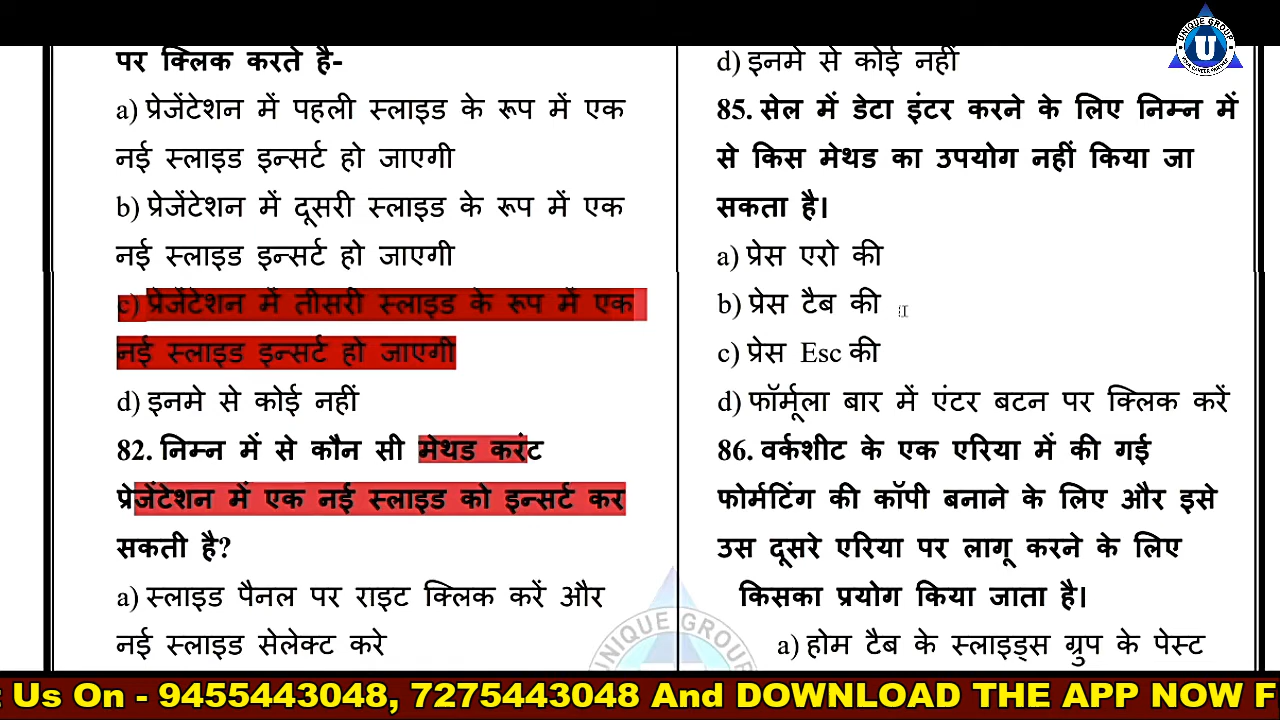 पर क्लिक करते है-
a) प्रेजेंटेशन में पहली स्लाइड के रूप में एक
नई स्लाइड इन्सर्ट हो जाएगी
b) प्रेजेंटेशन में दूसरी स्लाइड के रूप में एक
नई स्लाइड इन्सर्ट हो जाएगी
c) प्रेजेंटेशन में तीसरी स्लाइड के रूप में एक
नई स्लाइड इन्सर्ट हो जाएगी
d) इनमे से कोई नहीं
82. निम्न में से कौन सी मेथड करंट
प्रेजेंटेशन में एक नई स्लाइड को इन्सर्ट कर
सकती है?
a) स्लाइड पैनल पर राइट क्लिक करें और
नई स्लाइड सेलेक्ट करे
d) इनमे से कोई नहीं
85. सेल में डेटा इंटर करने के लिए निम्न में
से किस मेथड का उपयोग नहीं किया जा
सकता है।
a) प्रेस एरो की
b) प्रेस टैब की
c) प्रेस Esc की
d) फॉर्मूला बार में एंटर बटन पर क्लिक करें
86. वर्कशीट के एक एरिया में की गई
फोर्मटिंग की कॉपी बनाने के लिए और इसे
उस दूसरे एरिया पर लागू करने के लिए
किसका प्रयोग किया जाता है।
a) होम टैब के स्लाइड्स ग्रुप के पेस्ट
UNIQUE GROUP
U
UNIQUE GROUP
t Us On - 9455443048, 7275443048 And DOWNLOAD THE APP NOW F